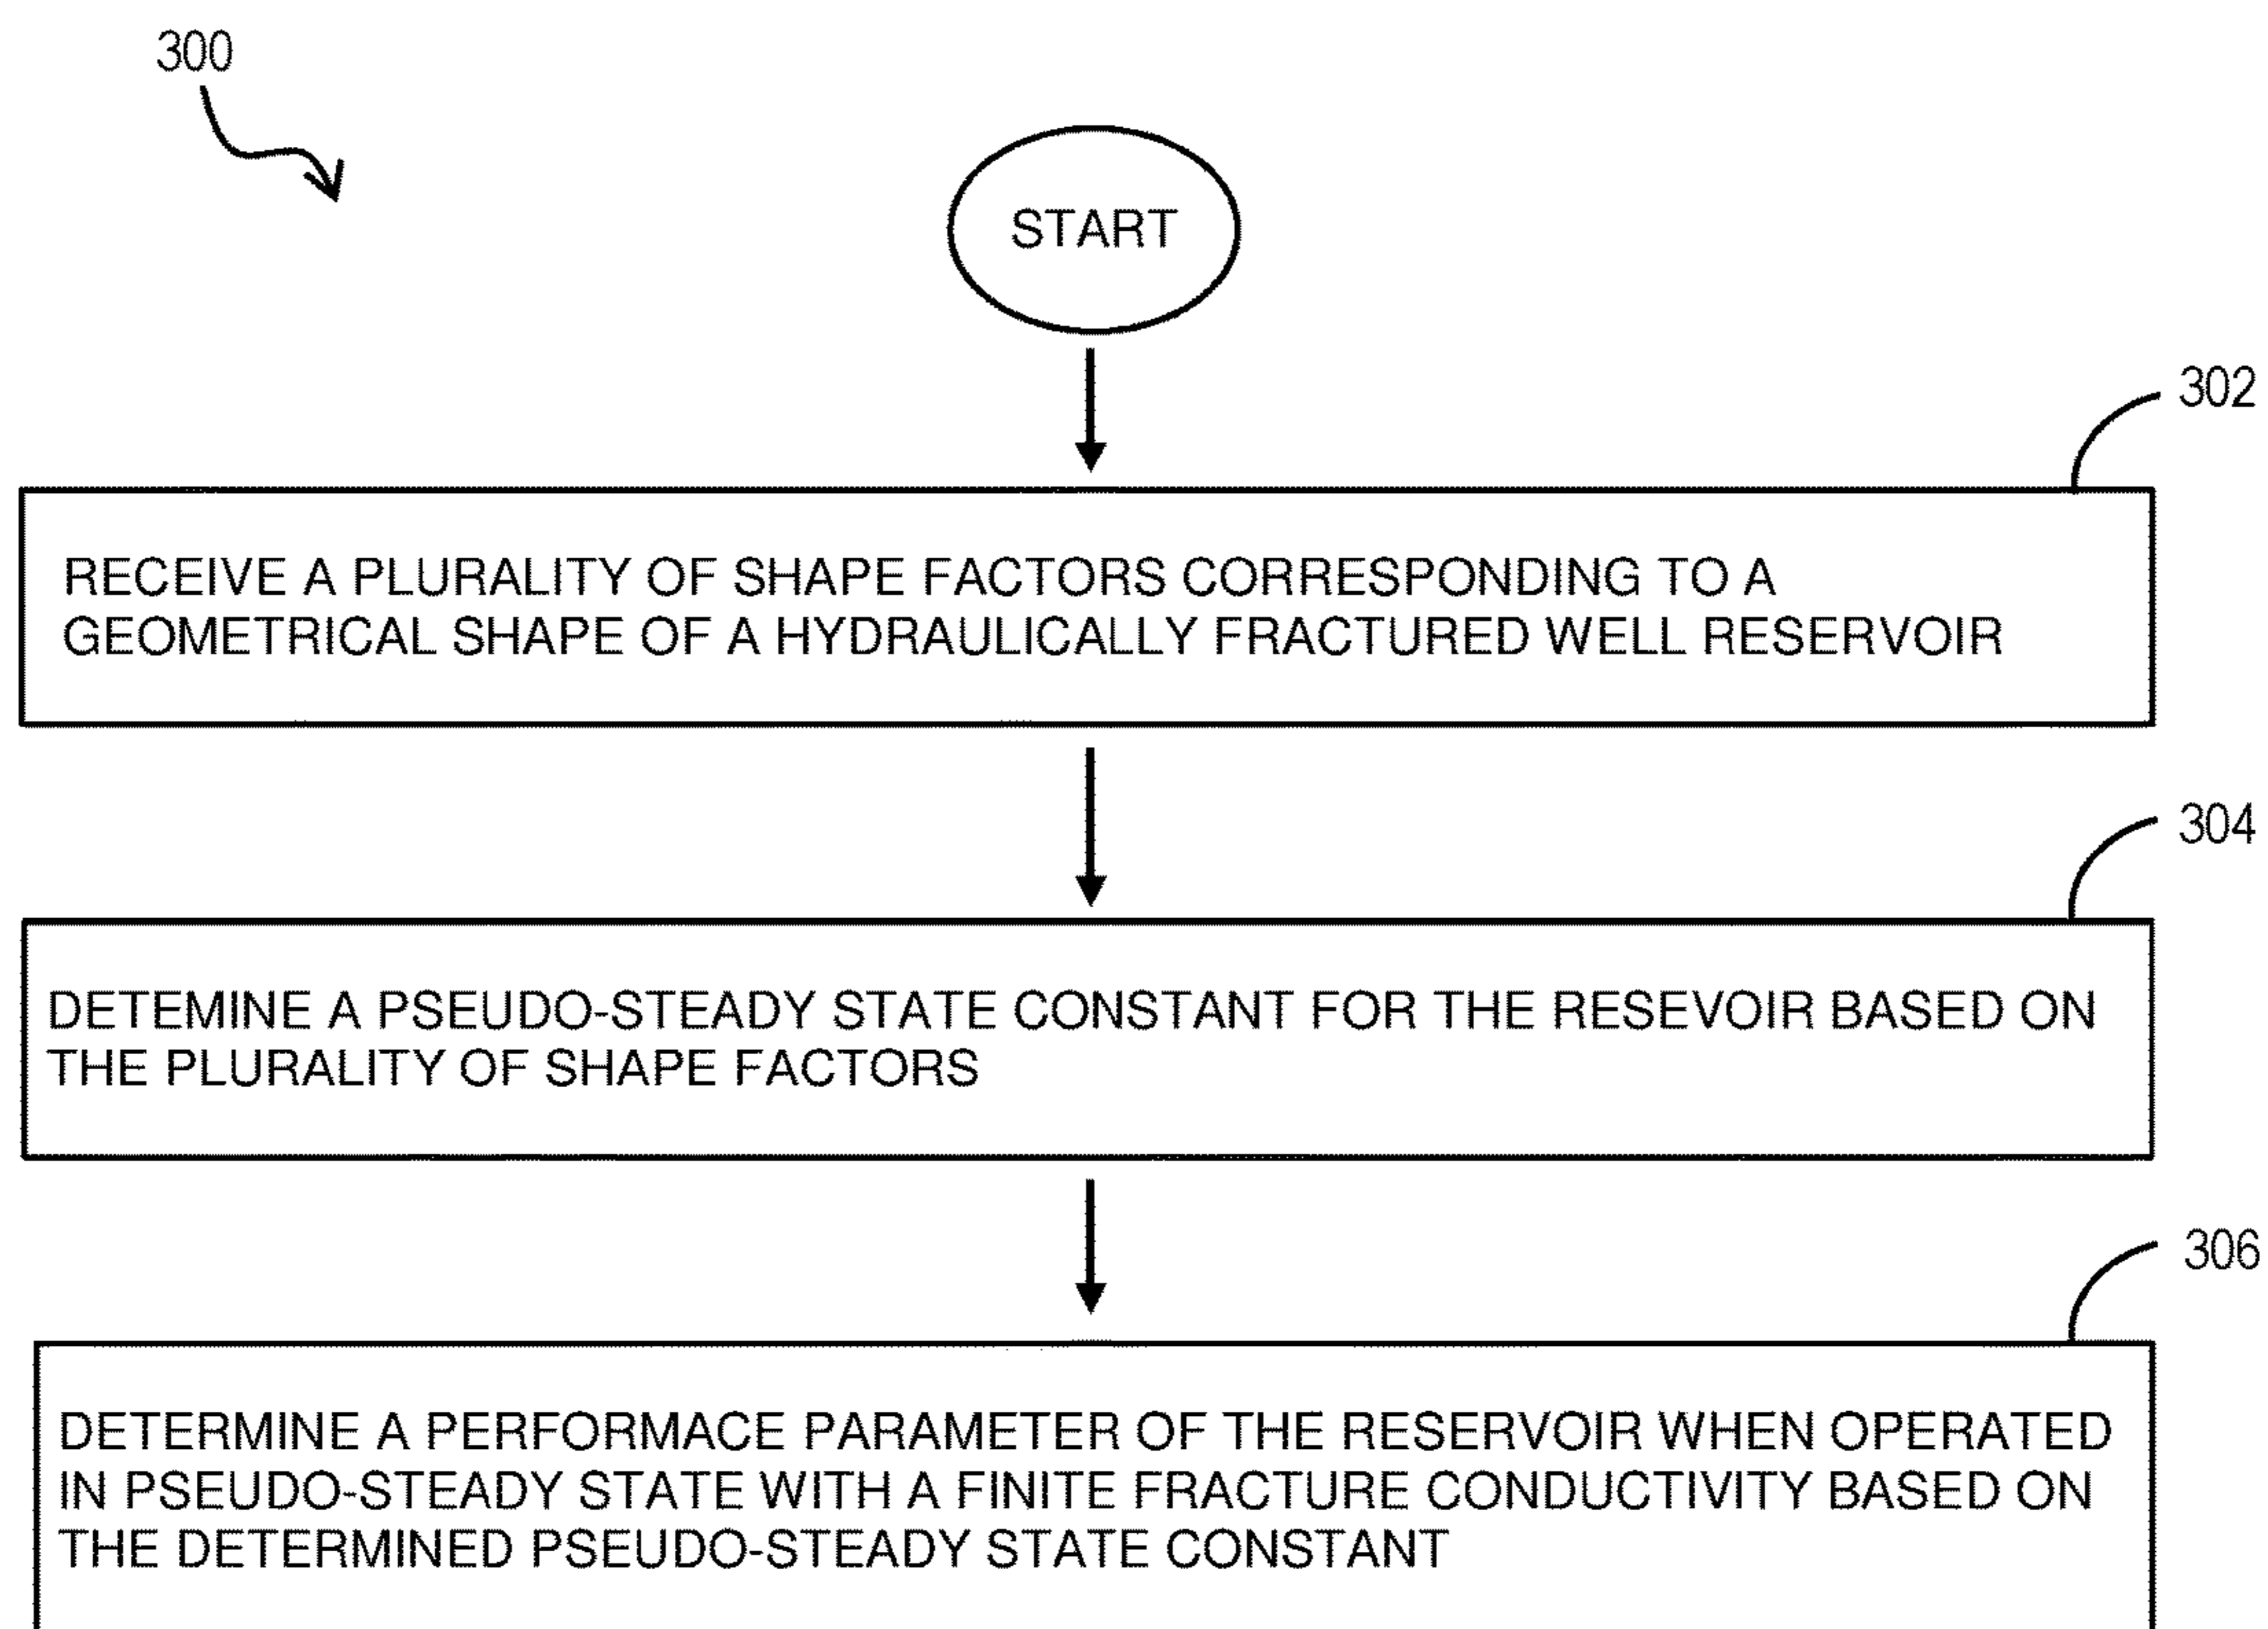 300
START
302
RECEIVE A PLURALITY OF SHAPE FACTORS CORRESPONDING TO A
GEOMETRICAL SHAPE OF A HYDRAULICALLY FRACTURED WELL RESERVOIR
304
DETEMINE A PSEUDO-STEADY STATE CONSTANT FOR THE RESEVOIR BASED ON
THE PLURALITY OF SHAPE FACTORS
306
DETERMINE A PERFORMACE PARAMETER OF THE RESERVOIR WHEN OPERATED
IN PSEUDO-STEADY STATE WITH A FINITE FRACTURE CONDUCTIVITY BASED ON
THE DETERMINED PSEUDO-STEADY STATE CONSTANT